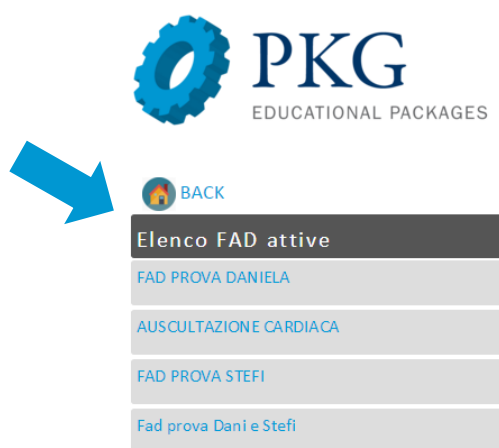 PKG
EDUCATIONAL PACKAGES
BACK
Elenco FAD attive
FAD PROVA DANIELA
AUSCULTAZIONE CARDIACA
FAD PROVA STEFI
Fad prova Dani e Stefi